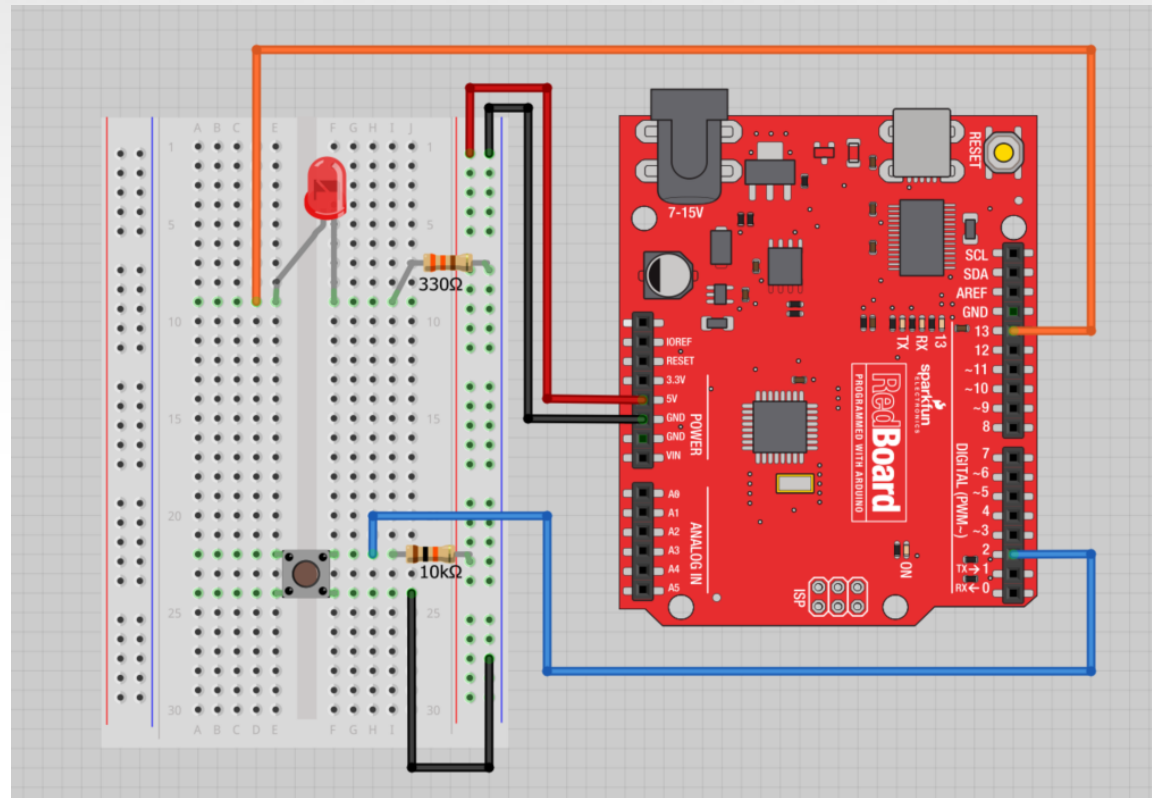 A B C D E F G H I J
1 1
5 5
10 10
15 15
20 20
25 25
30 30
A B C D E F G H I J
330Ω
10kΩ
7-15V
RESET
SCL
SDA
AREF
GND
13
12
~11
~10
~9
8
7
~6
~5
4
~3
2
TX→1
RX←0
DIGITAL (PWM~)
TX
RX
13
IOREF
RESET
3.3V
5V
GND
GND
VIN
POWER
A0
A1
A2
A3
A4
A5
ANALOG IN
sparkfun
ELECTRONICS
RedBoard
PROGRAMMED WITH ARDUINO
ON
ISP